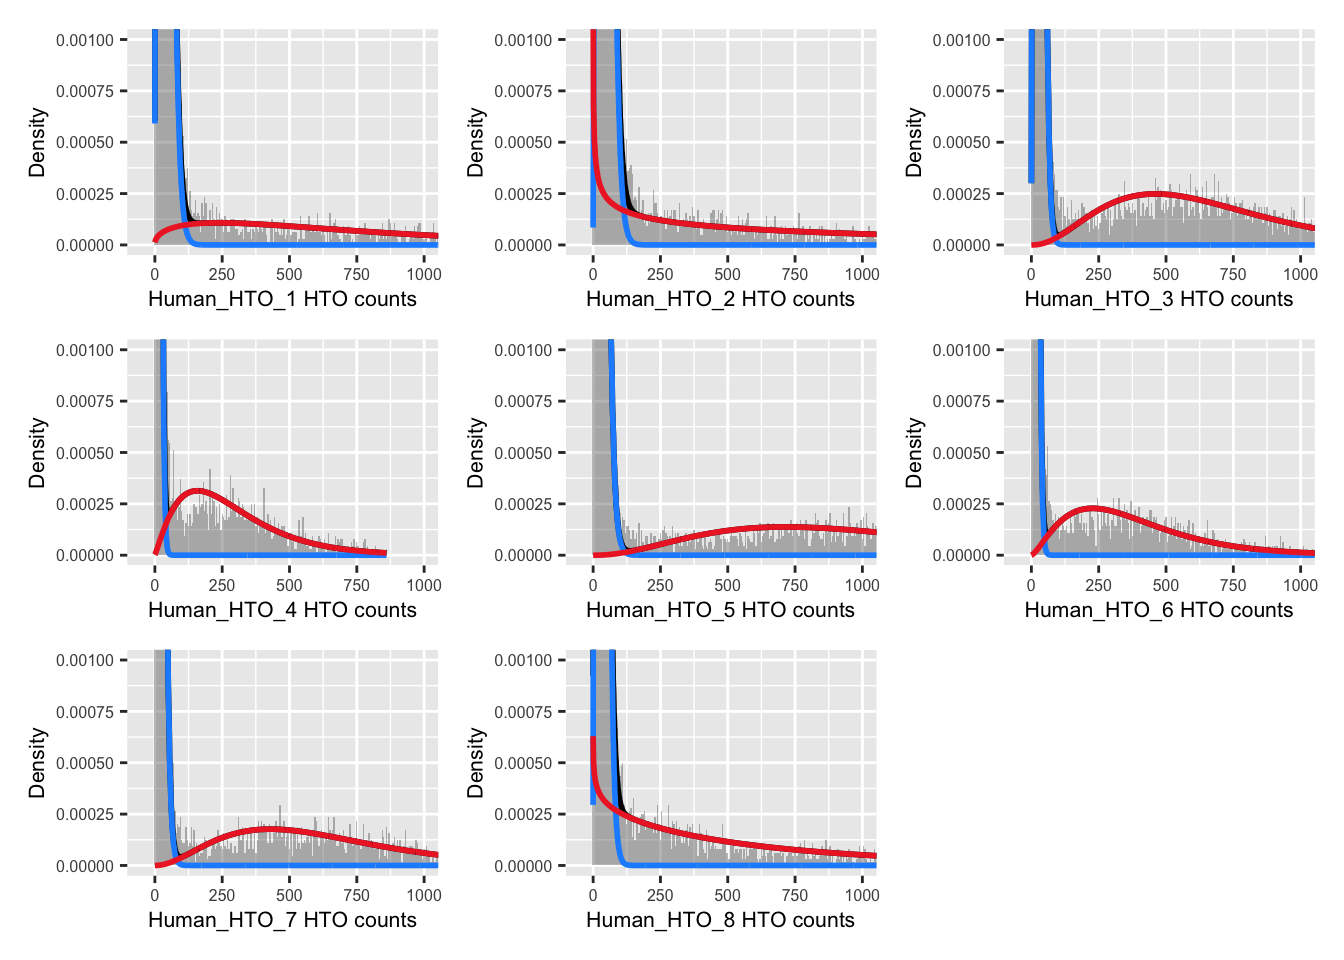 0.00100
0.00075
0.00050
0.00025
0.00000
Density
0 250 500 750 1000
Human_HTO_1 HTO counts
0.00100
0.00075
0.00050
0.00025
0.00000
Density
0 250 500 750 1000
Human_HTO_2 HTO counts
0.00100
0.00075
0.00050
0.00025
0.00000
Density
0 250 500 750 1000
Human_HTO_3 HTO counts
0.00100
0.00075
0.00050
0.00025
0.00000
Density
0 250 500 750 1000
Human_HTO_4 HTO counts
0.00100
0.00075
0.00050
0.00025
0.00000
Density
0 250 500 750 1000
Human_HTO_5 HTO counts
0.00100
0.00075
0.00050
0.00025
0.00000
Density
0 250 500 750 1000
Human_HTO_6 HTO counts
0.00100
0.00075
0.00050
0.00025
0.00000
Density
0 250 500 750 1000
Human_HTO_7 HTO counts
0.00100
0.00075
0.00050
0.00025
0.00000
Density
0 250 500 750 1000
Human_HTO_8 HTO counts